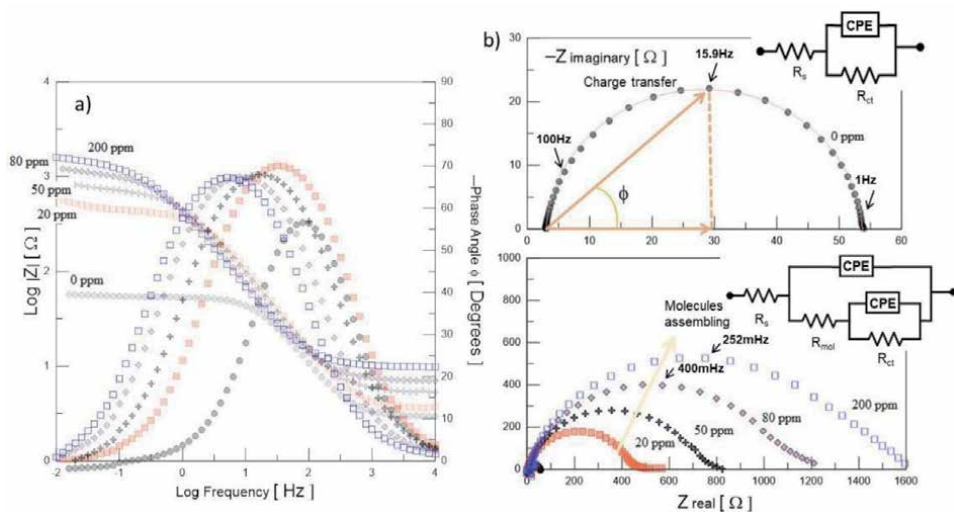 a)
Log |Z| [ Ω ]
4
3
2
1
0
200 ppm
80 ppm
50 ppm
20 ppm
0 ppm
-2
-1
0.0
1
2
3
4
Log Frequency [ Hz ]
90
80
70
60
50
40
30
20
10
0
—Phase Angle ϕ [ Degrees ]
b)
—Z imaginary [ Ω ]
15.9Hz
Charge transfer
100Hz
0 ppm
1Hz
ϕ
30
20
10
0
0
10
20
30
40
50
60
CPE
Rs
Rct
1000
800
600
400
200
0
Molecules
assembling
252mHz
400mHz
200 ppm
80 ppm
50 ppm
20 ppm
CPE
Rs
CPE
Rmol
Rct
0
200
400
600
800
1000
1200
1400
1600
Z real [ Ω ]